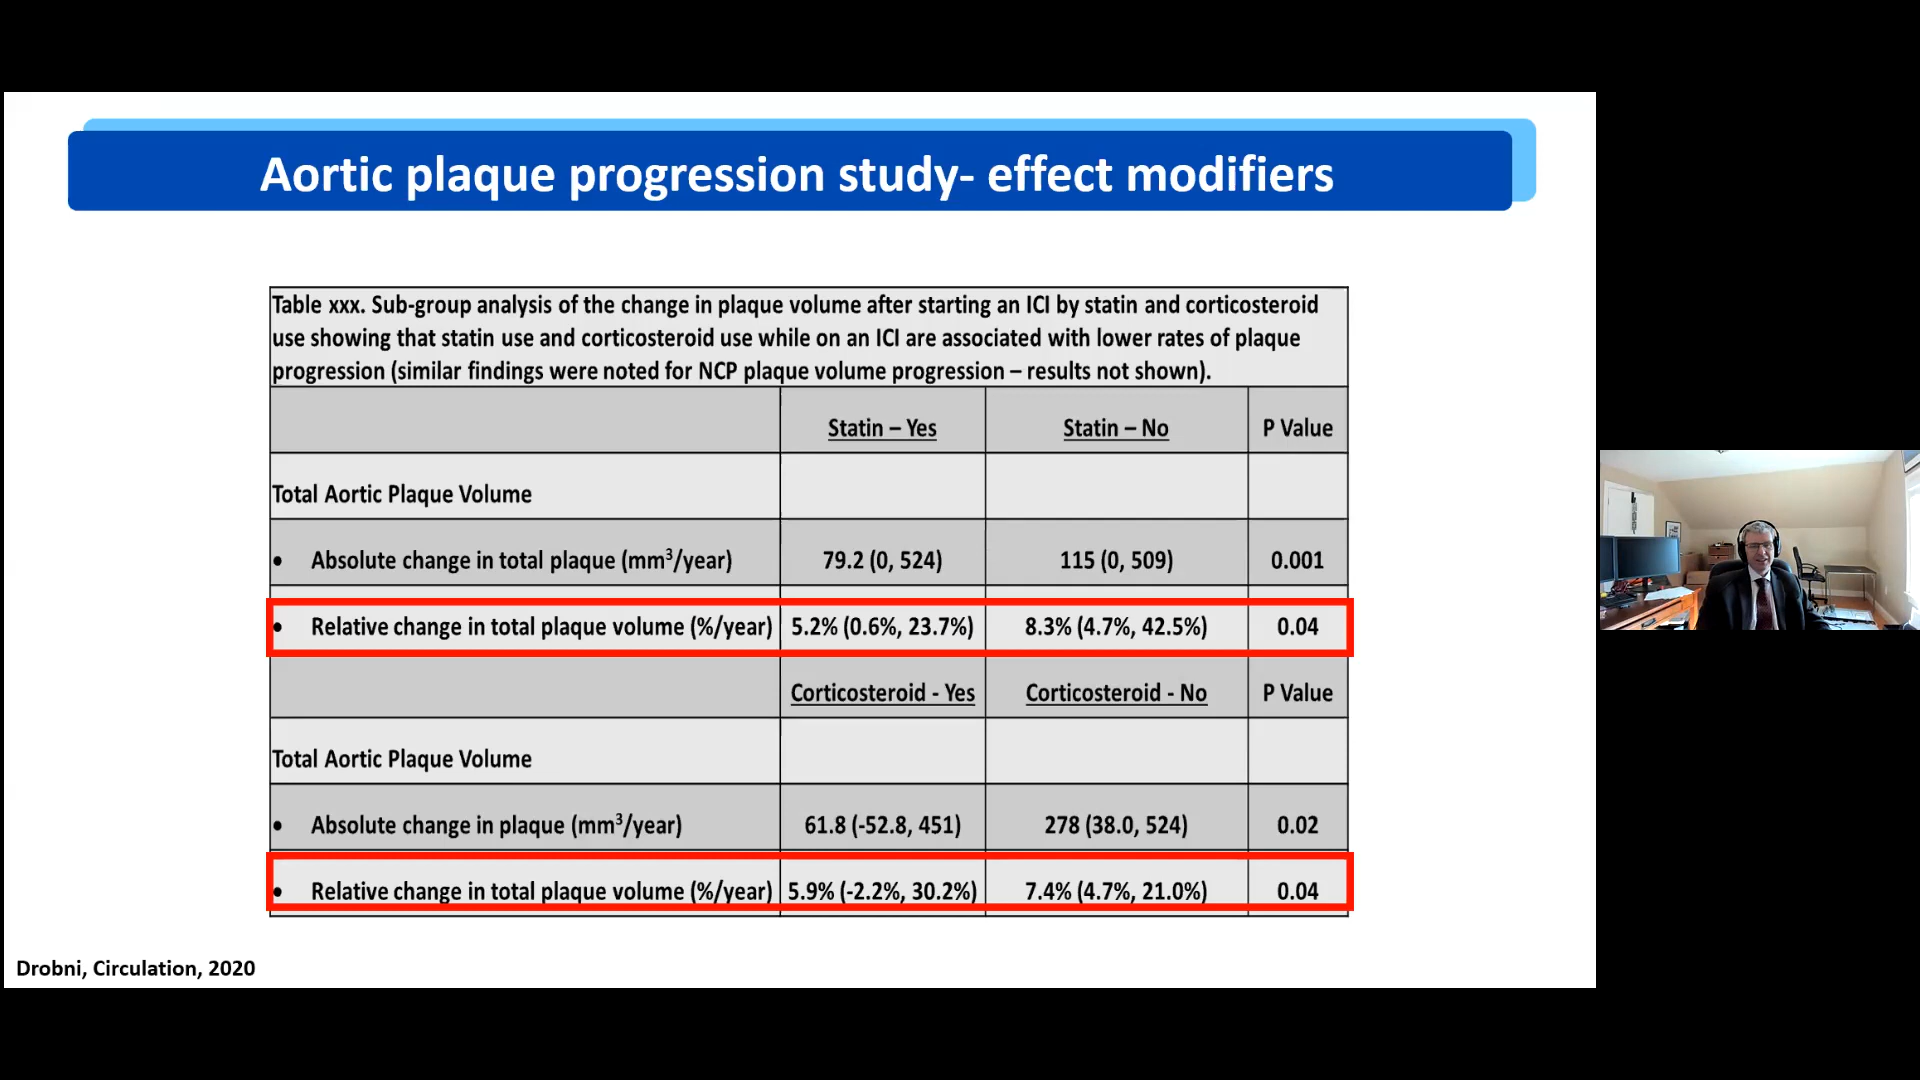 Aortic plaque progression study- effect modifiers
Table xxx. Sub-group analysis of the change in plaque volume after starting an ICI by statin and corticosteroid
use showing that statin use and corticosteroid use while on an ICI are associated with lower rates of plaque
progression (similar findings were noted for NCP plaque volume progression – results not shown).
Statin – Yes Statin – No P Value
Total Aortic Plaque Volume
• Absolute change in total plaque (mm³/year) 79.2 (0, 524) 115 (0, 509) 0.001
• Relative change in total plaque volume (%/year) 5.2% (0.6%, 23.7%) 8.3% (4.7%, 42.5%) 0.04
Corticosteroid - Yes Corticosteroid - No P Value
Total Aortic Plaque Volume
• Absolute change in plaque (mm³/year) 61.8 (-52.8, 451) 278 (38.0, 524) 0.02
• Relative change in total plaque volume (%/year) 5.9% (-2.2%, 30.2%) 7.4% (4.7%, 21.0%) 0.04
Drobni, Circulation, 2020